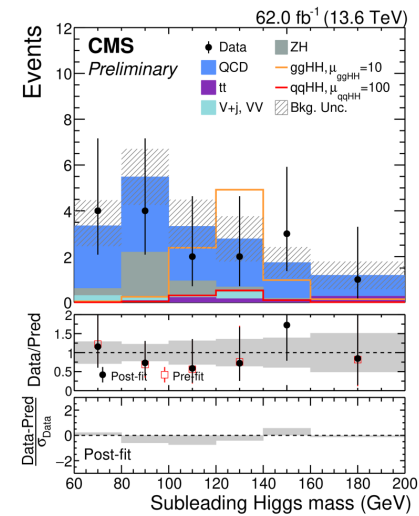 62.0 fb⁻¹ (13.6 TeV)
CMS
Preliminary
Data
QCD
tt
V+j, VV
ZH
ggHH, μ_ggHH=10
qqHH, μ_qqHH=100
Bkg. Unc.
Events
12
10
8
6
4
2
0
Data/Pred
2
1.5
1
0.5
0
Post-fit
Pre-fit
Data-Pred
σ_Data
2
0
−2
Post-fit
60 80 100 120 140 160 180 200
Subleading Higgs mass (GeV)